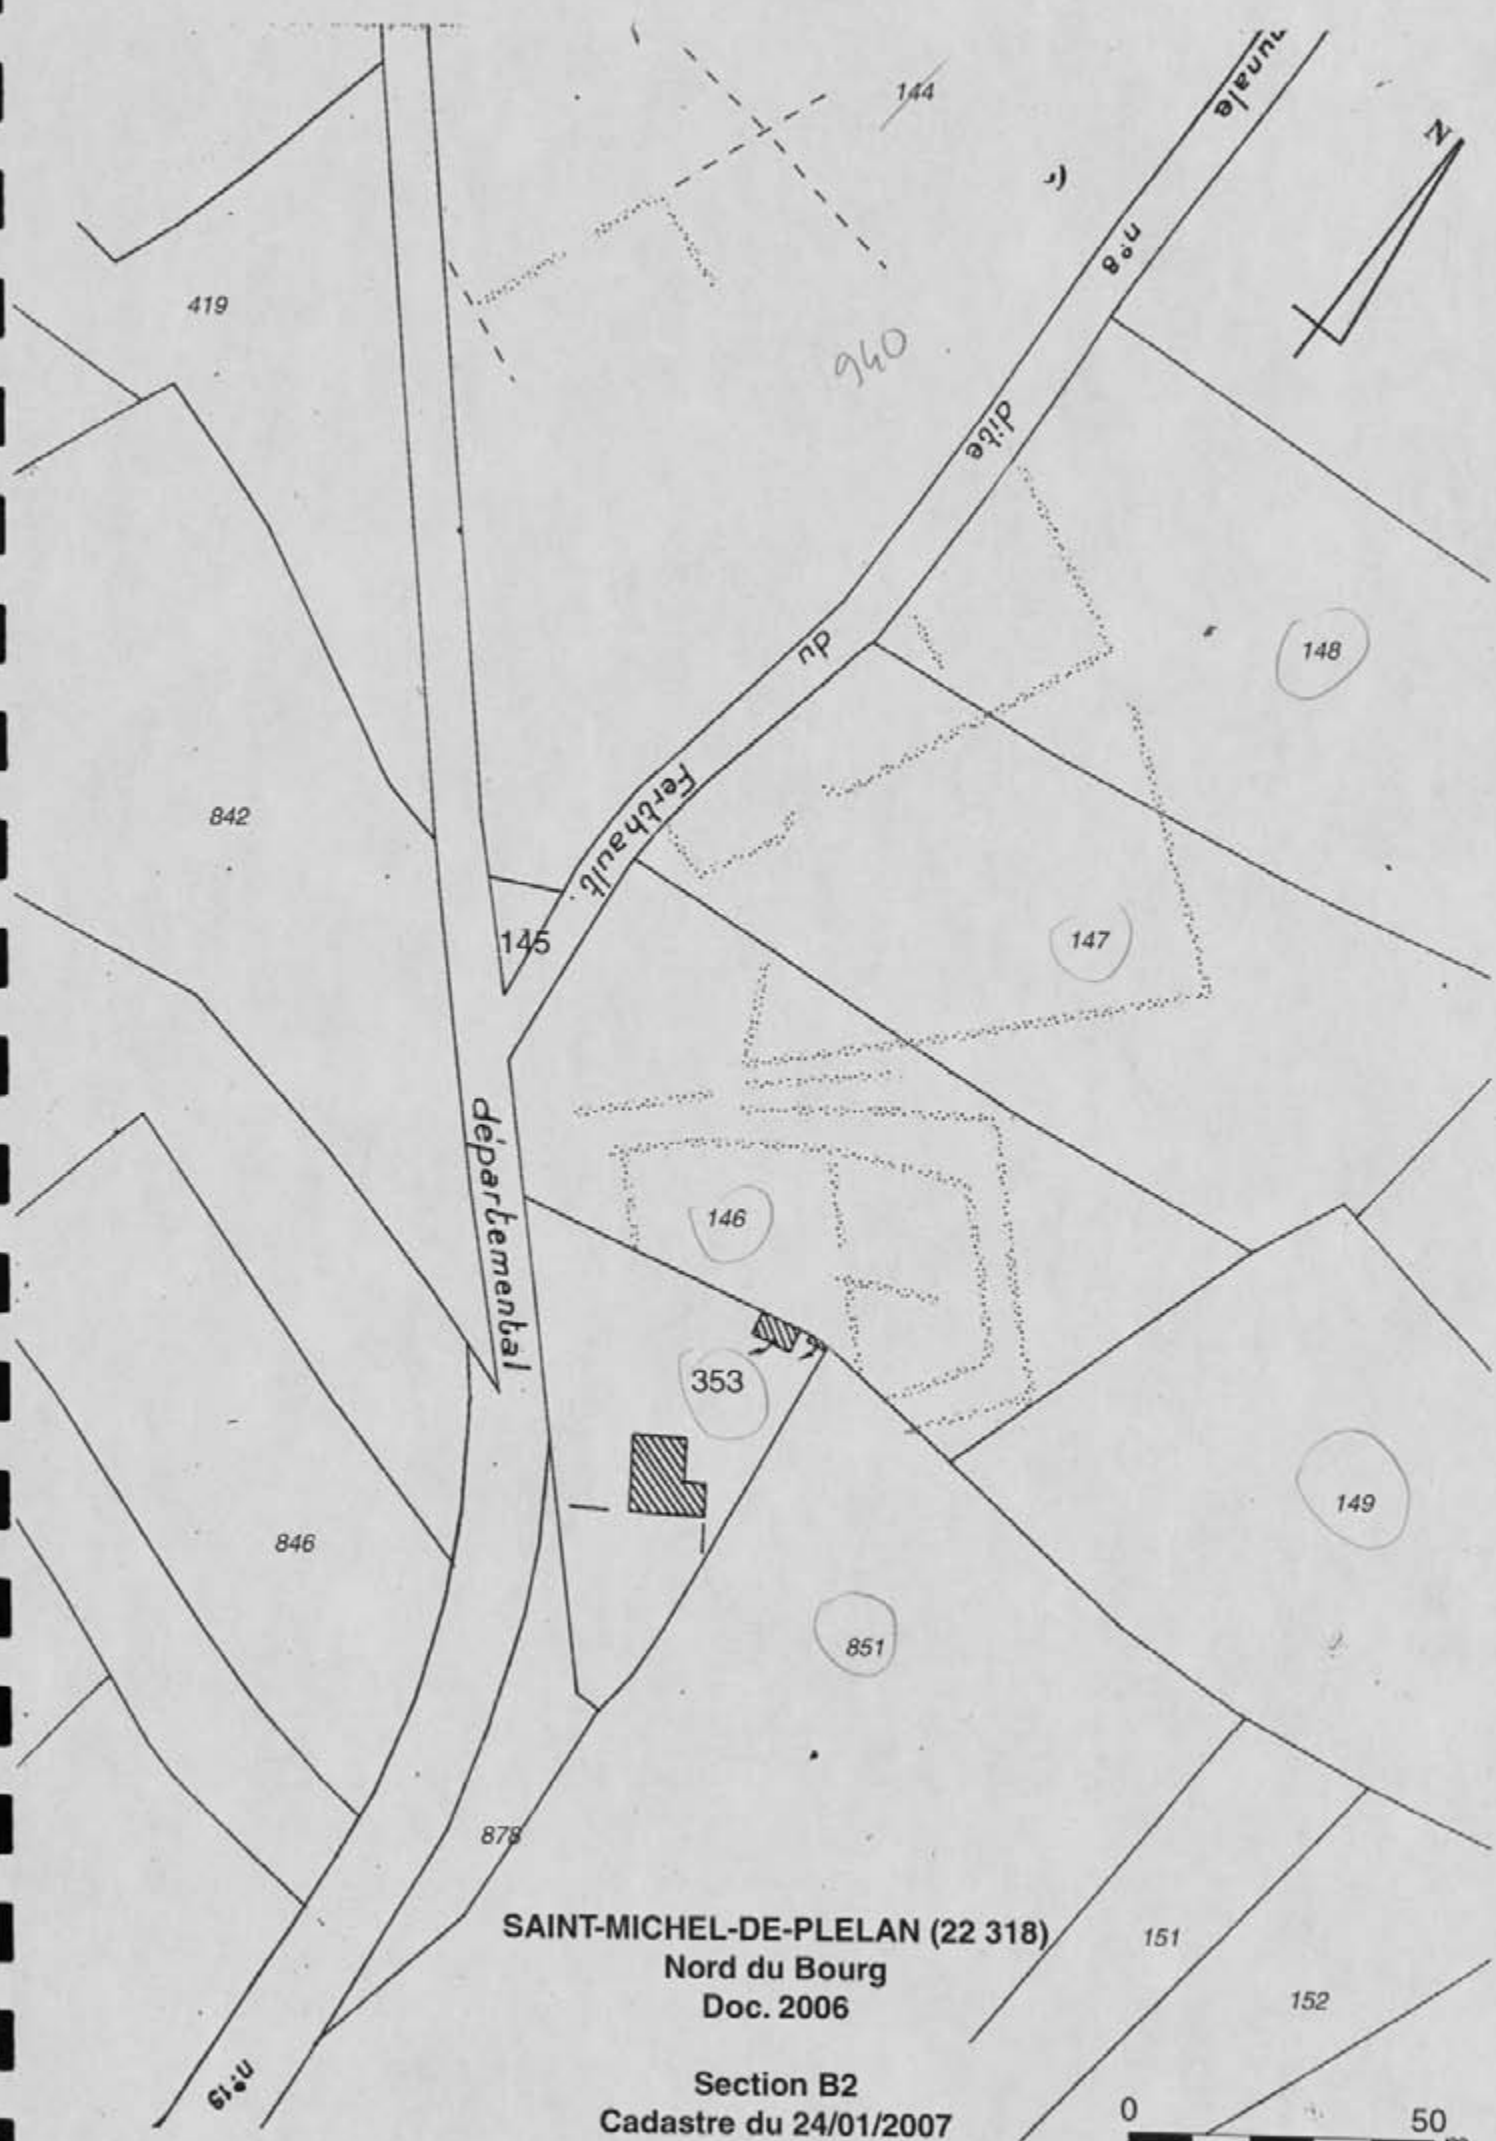 144
unale
N
n°8
419
940
dite
148
du
Ferthault.
842
145
147
départemental
146
353
149
846
851
878
SAINT-MICHEL-DE-PLELAN (22 318)
Nord du Bourg
Doc. 2006
151
152
n°19
Section B2
Cadastre du 24/01/2007
0
50
m